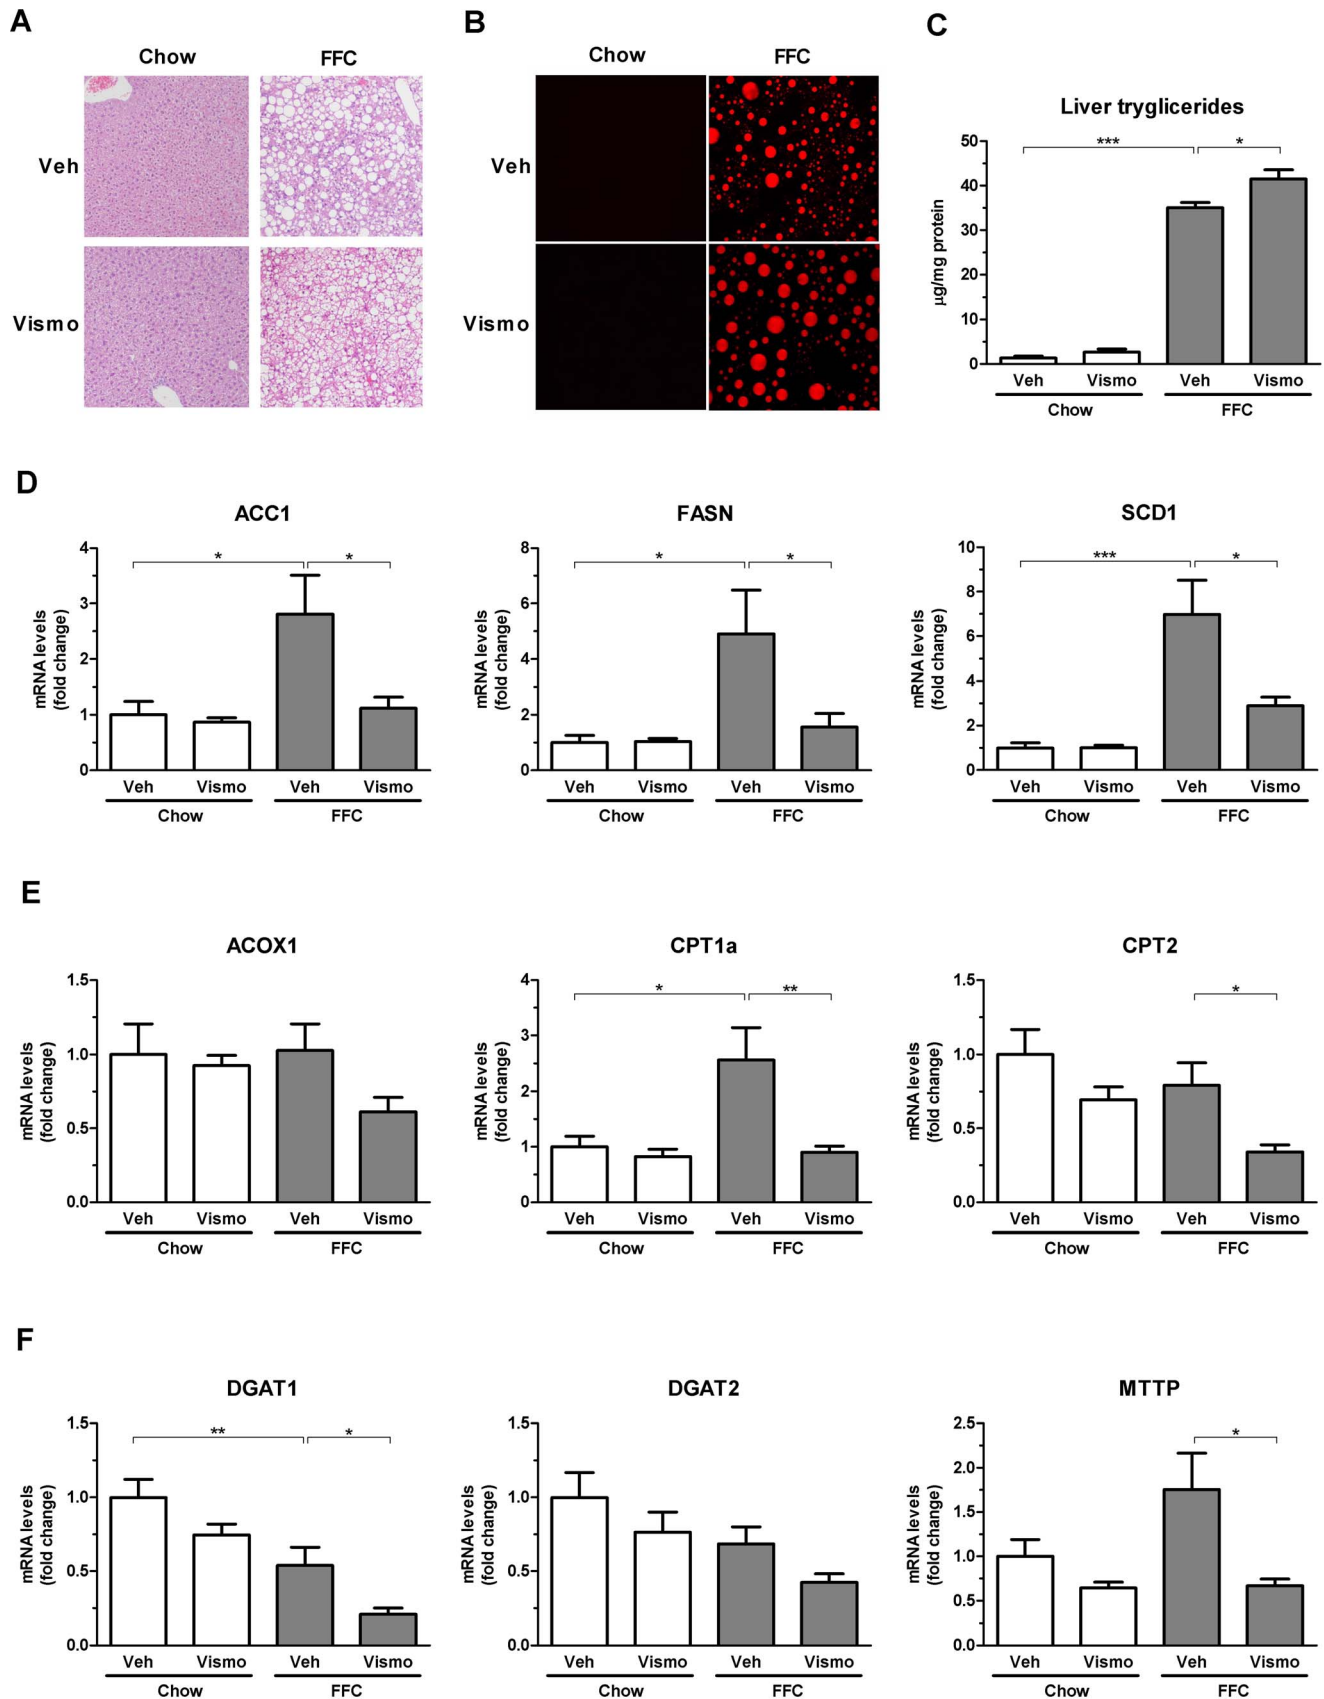 A
Chow
FFC
Veh
Vismo
B
Chow
FFC
Veh
Vismo
C
Liver tryglicerides
µg/mg protein
50
40
30
20
10
0
***
*
Veh
Vismo
Veh
Vismo
Chow
FFC
D
ACC1
mRNA levels
(fold change)
4
3
2
1
0
*
*
Veh
Vismo
Veh
Vismo
Chow
FFC
FASN
mRNA levels
(fold change)
8
6
4
2
0
*
*
Veh
Vismo
Veh
Vismo
Chow
FFC
SCD1
mRNA levels
(fold change)
10
8
6
4
2
0
***
*
Veh
Vismo
Veh
Vismo
Chow
FFC
E
ACOX1
mRNA levels
(fold change)
1.5
1.0
0.5
0.0
Veh
Vismo
Veh
Vismo
Chow
FFC
CPT1a
mRNA levels
(fold change)
4
3
2
1
0
*
**
Veh
Vismo
Veh
Vismo
Chow
FFC
CPT2
mRNA levels
(fold change)
1.5
1.0
0.5
0.0
*
Veh
Vismo
Veh
Vismo
Chow
FFC
F
DGAT1
mRNA levels
(fold change)
1.5
1.0
0.5
0.0
**
*
Veh
Vismo
Veh
Vismo
Chow
FFC
DGAT2
mRNA levels
(fold change)
1.5
1.0
0.5
0.0
Veh
Vismo
Veh
Vismo
Chow
FFC
MTTP
mRNA levels
(fold change)
2.5
2.0
1.5
1.0
0.5
0.0
*
Veh
Vismo
Veh
Vismo
Chow
FFC